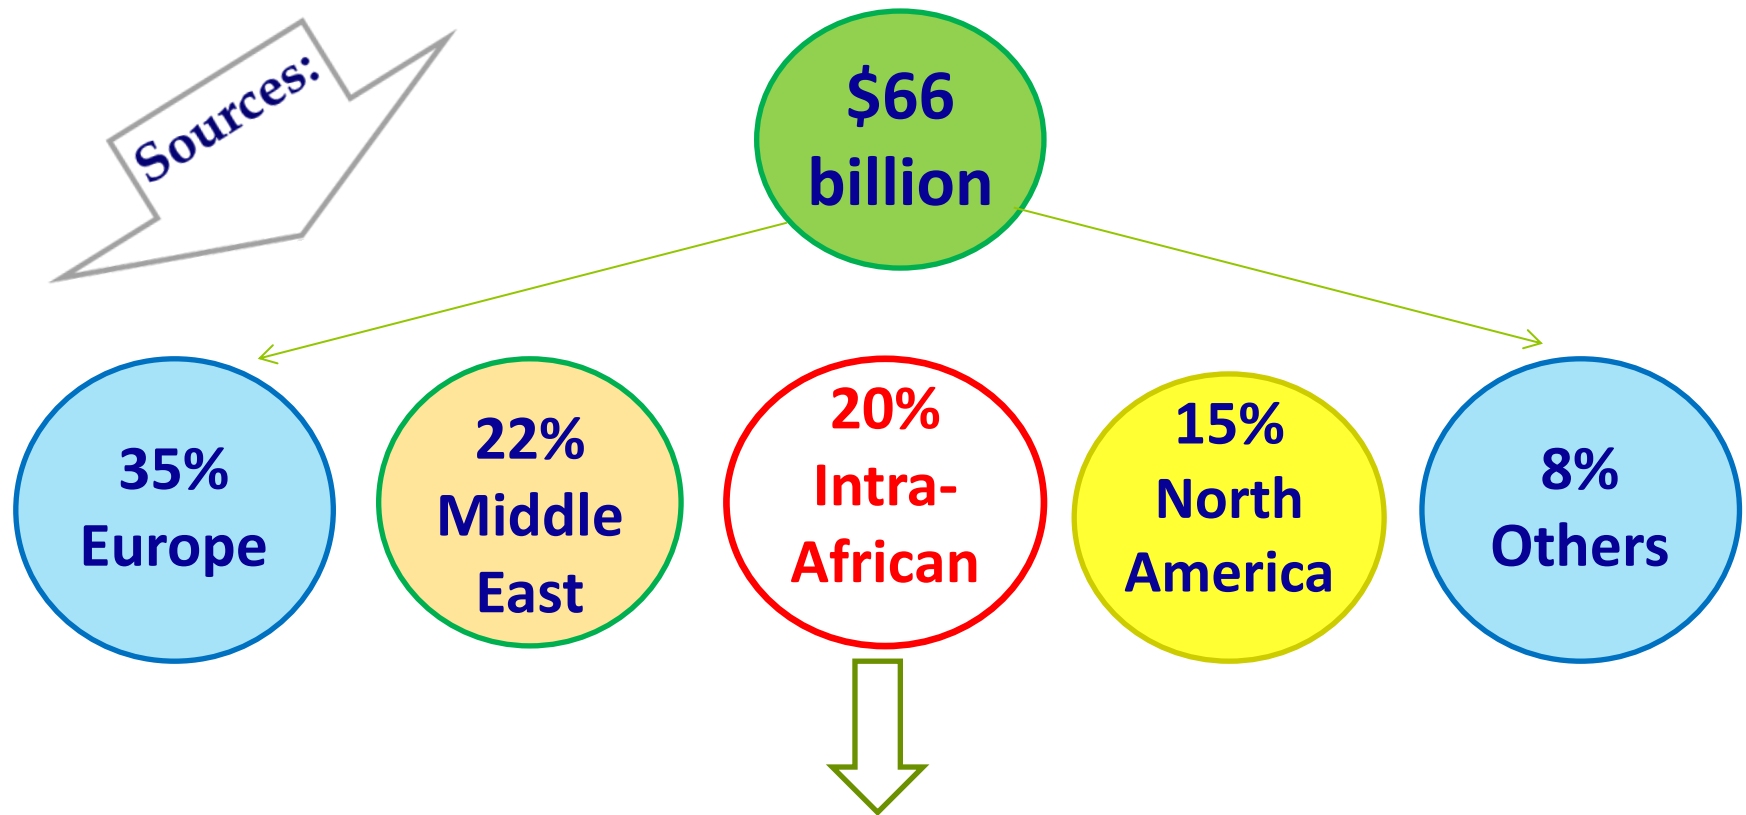 Sources:
$66
billion
35%
Europe
22%
Middle
East
20%
Intra-
African
15%
North
America
8%
Others